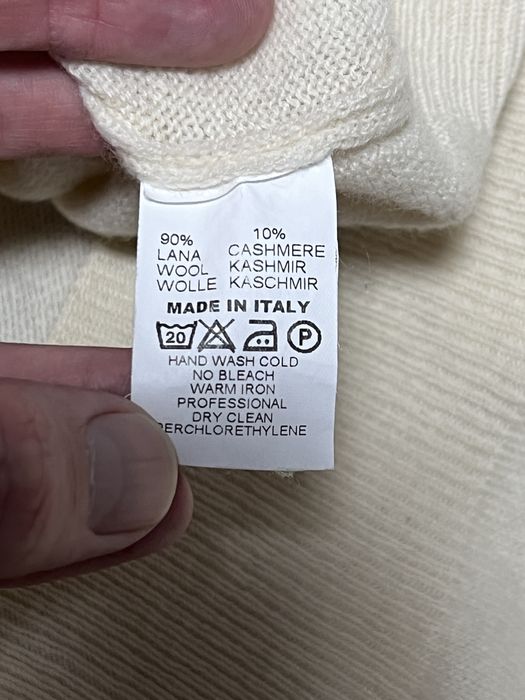 90% 10%
LANA CASHMERE
WOOL KASHMIR
WOLLE KASCHMIR
MADE IN ITALY
20 P
HAND WASH COLD
NO BLEACH
WARM IRON
PROFESSIONAL
DRY CLEAN
PERCHLORETHYLENE